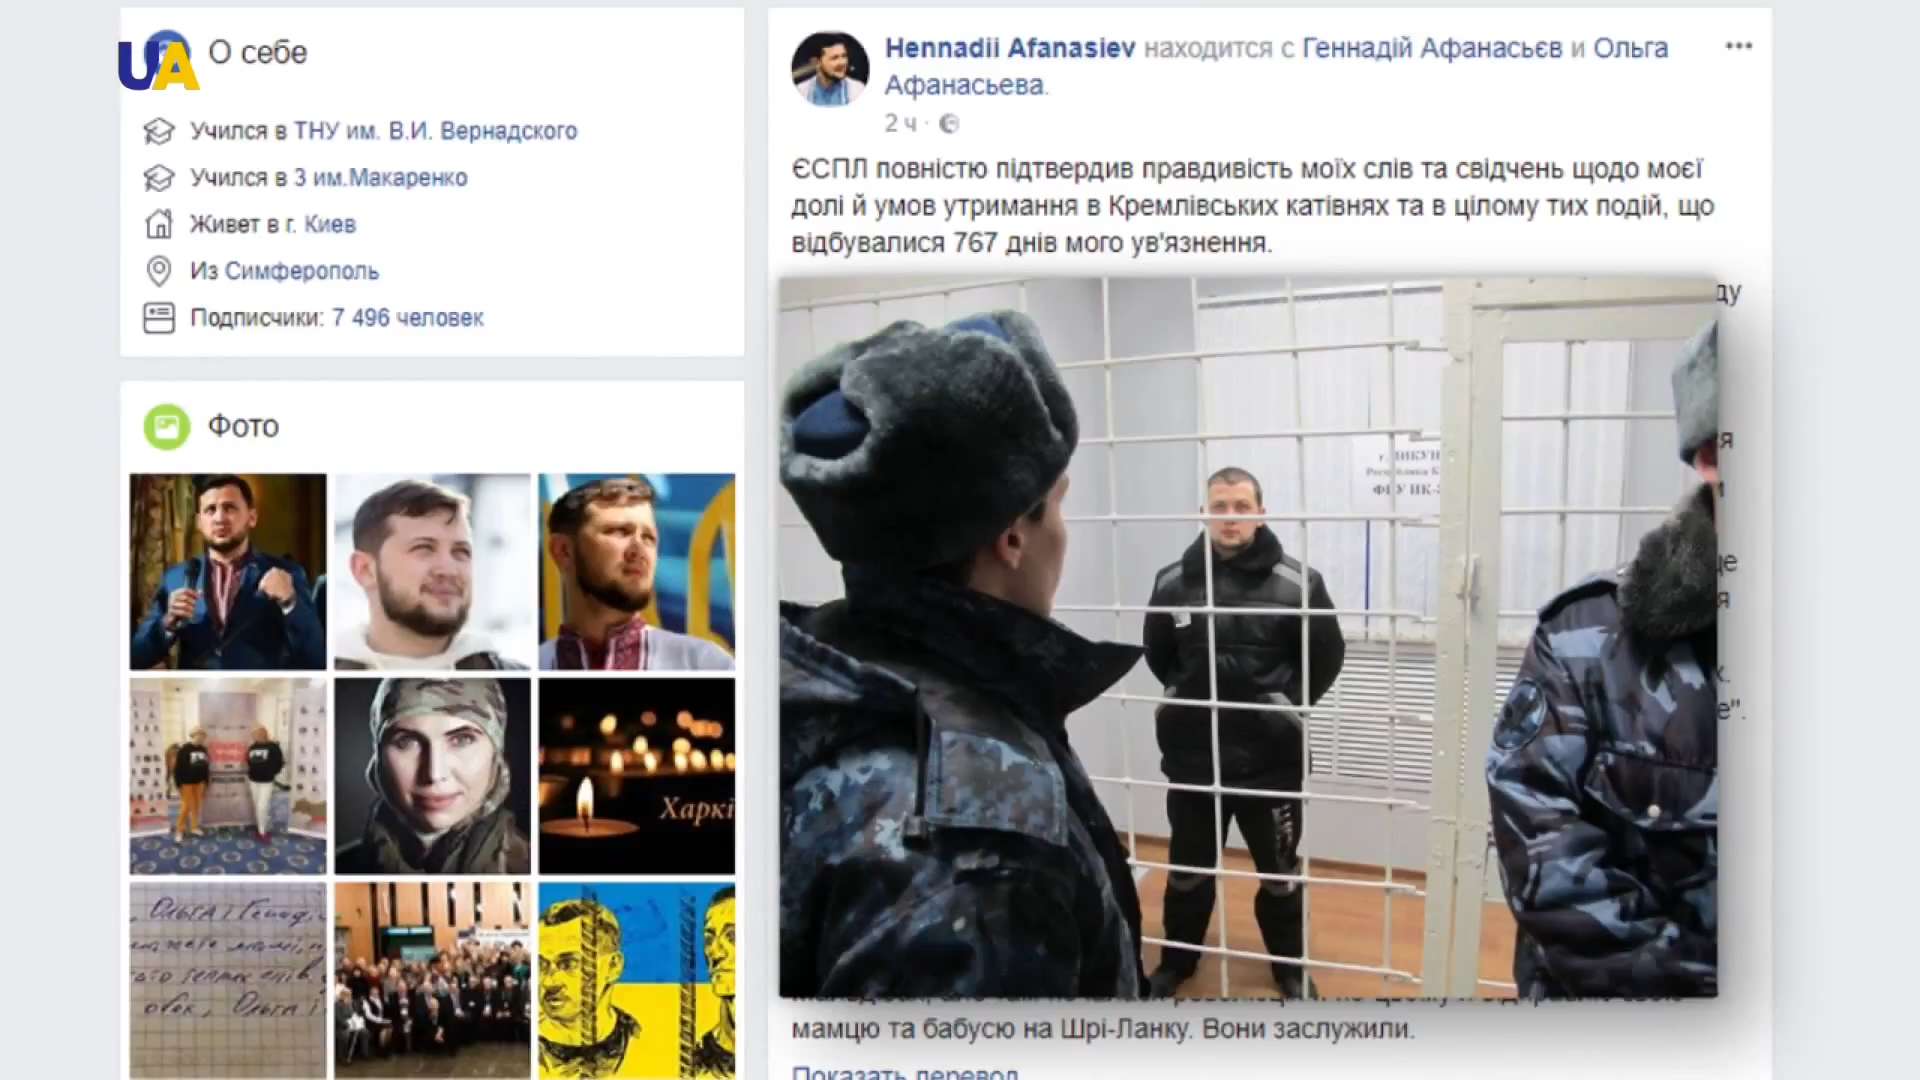 UA
О себе
Учился в ТНУ им. В.И. Вернадского
Учился в 3 им.Макаренко
Живет в г. Киев
Из Симферополь
Подписчики: 7 496 человек
Фото
Харкі
Hennadii Afanasiev находится с Геннадій Афанасьєв и Ольга
Афанасьева.
2 ч ·
ЄСПЛ повністю підтвердив правдивість моїх слів та свідчень щодо моєї
долі й умов утримання в Кремлівських катівнях та в цілому тих подій, що
відбувалися 767 днів мого ув'язнення.
ду
мамцю та бабусю на Шрі-Ланку. Вони заслужили.
Показать перевод